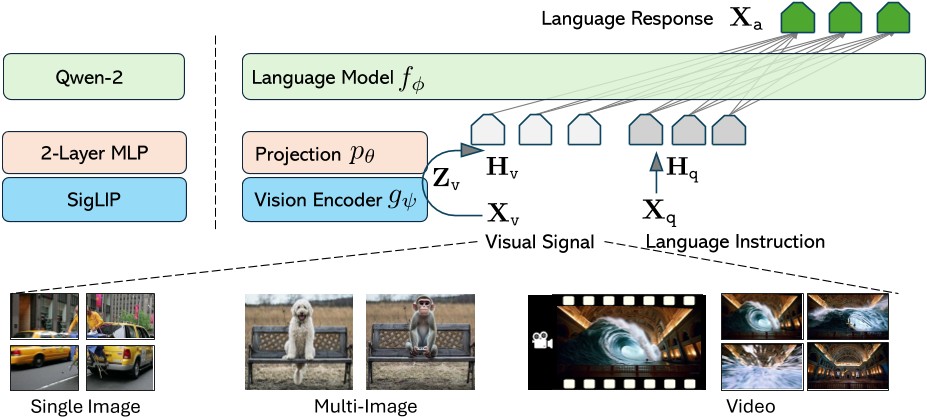 Language Response X_a
Qwen-2
Language Model f_ϕ
2-Layer MLP
Projection p_θ
Z_v
H_v
H_q
SigLIP
Vision Encoder g_ψ
X_v
X_q
Visual Signal
Language Instruction
Single Image
Multi-Image
Video